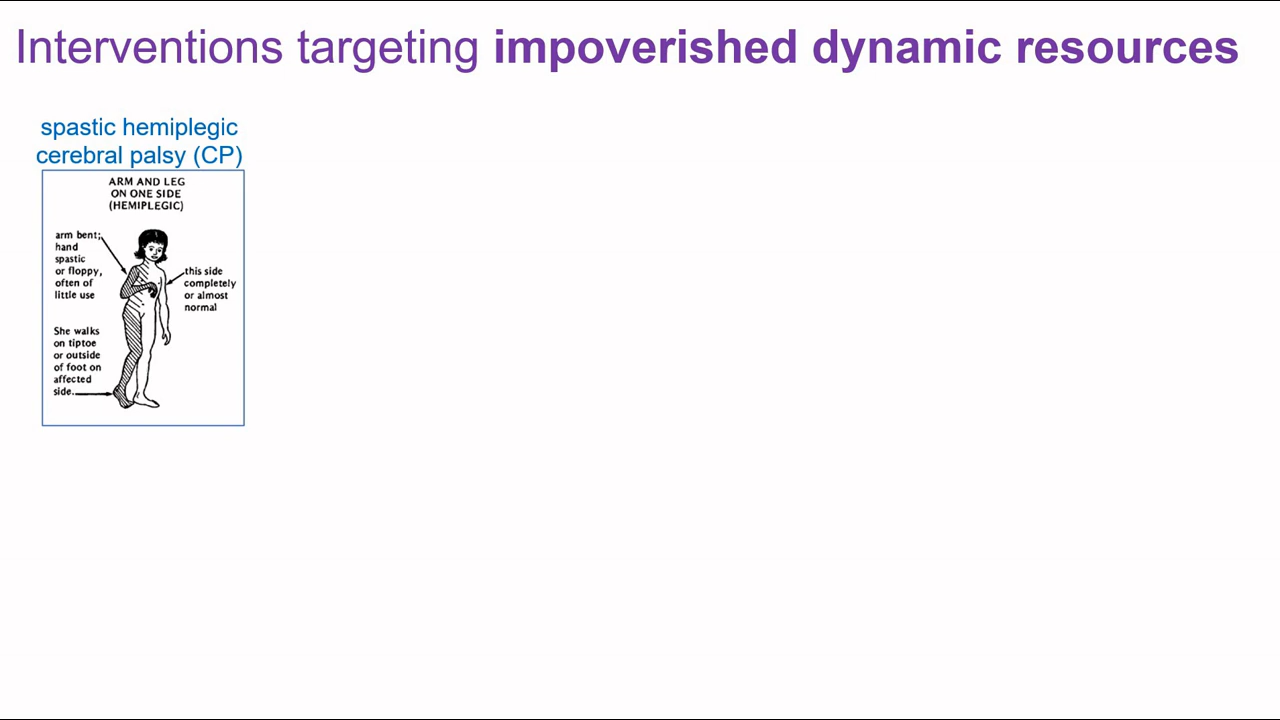 Interventions targeting impoverished dynamic resources
spastic hemiplegic
cerebral palsy (CP)
ARM AND LEG
ON ONE SIDE
(HEMIPLEGIC)
arm bent;
hand
spastic
or floppy,
often of
little use
this side
completely
or almost
normal
She walks
on tiptoe
or outside
of foot on
affected
side.